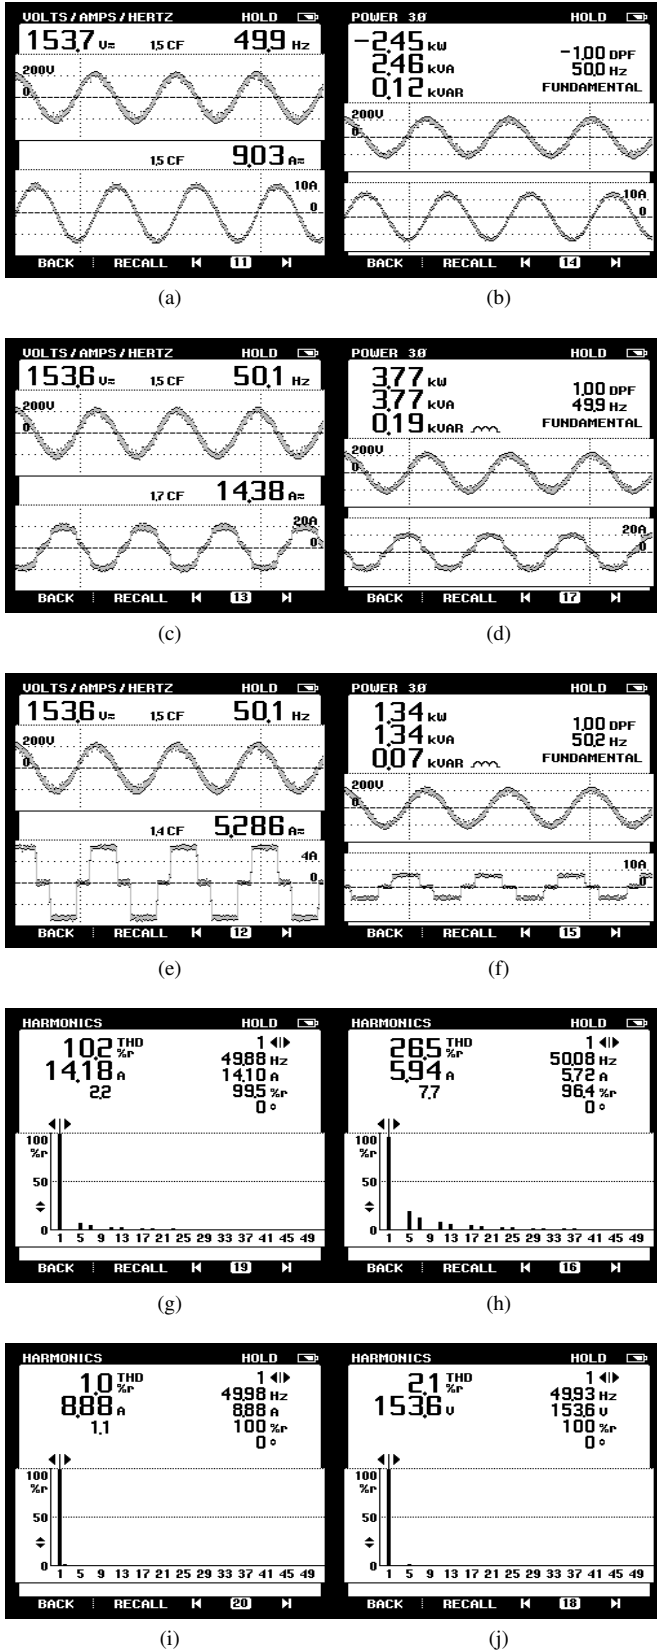 VOLTS/AMPS/HERTZ HOLD
153.7 V≂ 1.5 CF 49.9 Hz
200V
0
1.5 CF 9.03 A≂
10A
0
BACK RECALL 11
(a)
POWER 3.0 HOLD
-2.45 kW
2.46 kVA -1.00 DPF
0.12 kVAR 50.0 Hz
FUNDAMENTAL
200V
0
10A
0
BACK RECALL 14
(b)
VOLTS/AMPS/HERTZ HOLD
153.6 V≂ 1.5 CF 50.1 Hz
200V
0
1.7 CF 14.38 A≂
20A
0
BACK RECALL 13
(c)
POWER 3.0 HOLD
3.77 kW
3.77 kVA 1.00 DPF
0.19 kVAR 49.9 Hz
FUNDAMENTAL
200V
0
20A
0
BACK RECALL 17
(d)
VOLTS/AMPS/HERTZ HOLD
153.6 V≂ 1.5 CF 50.1 Hz
200V
0
1.4 CF 5.286 A≂
4A
0
BACK RECALL 12
(e)
POWER 3.0 HOLD
1.34 kW
1.34 kVA 1.00 DPF
0.07 kVAR 50.2 Hz
FUNDAMENTAL
200V
0
10A
0
BACK RECALL 15
(f)
HARMONICS HOLD
10.2 THD %r 1
14.18 A 49.88 Hz
2.2 14.10 A
99.5 %r
0 °
100
%r
50
0
1 5 9 13 17 21 25 29 33 37 41 45 49
BACK RECALL 19
(g)
HARMONICS HOLD
26.5 THD %r 1
5.94 A 50.08 Hz
7.7 5.72 A
96.4 %r
0 °
100
%r
50
0
1 5 9 13 17 21 25 29 33 37 41 45 49
BACK RECALL 16
(h)
HARMONICS HOLD
1.0 THD %r 1
8.88 A 49.98 Hz
1.1 8.88 A
100 %r
0 °
100
%r
50
0
1 5 9 13 17 21 25 29 33 37 41 45 49
BACK RECALL 20
(i)
HARMONICS HOLD
2.1 THD %r 1
153.6 V 49.93 Hz
153.6 V
100 %r
0 °
100
%r
50
0
1 5 9 13 17 21 25 29 33 37 41 45 49
BACK RECALL 18
(j)